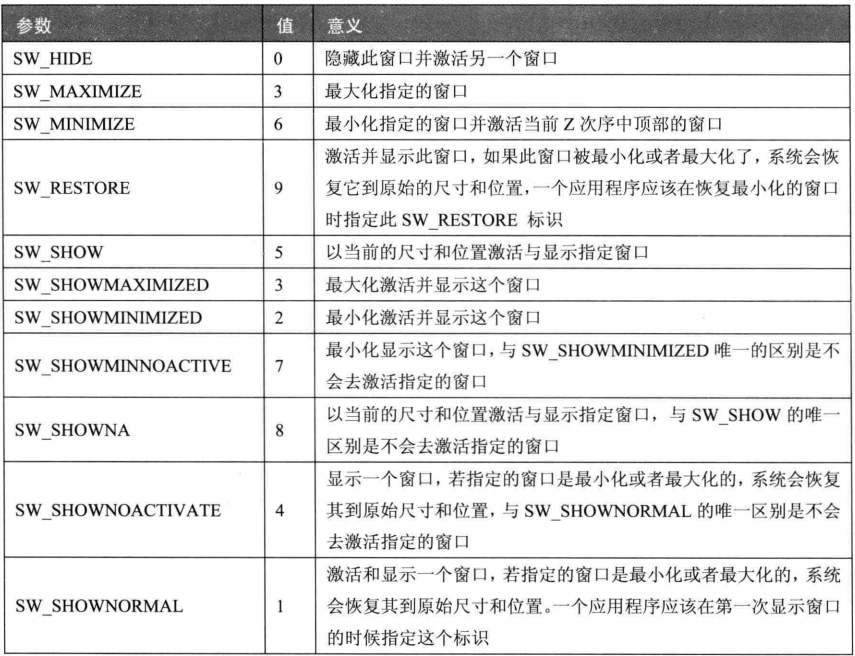 参数 值 意义
SW_HIDE 0 隐藏此窗口并激活另一个窗口
SW_MAXIMIZE 3 最大化指定的窗口
SW_MINIMIZE 6 最小化指定的窗口并激活当前 Z 次序中顶部的窗口
激活并显示此窗口，如果此窗口被最小化或者最大化了，系统会恢
SW_RESTORE 9 复它到原始的尺寸和位置，一个应用程序应该在恢复最小化的窗口
时指定此 SW_RESTORE 标识
SW_SHOW 5 以当前的尺寸和位置激活与显示指定窗口
SW_SHOWMAXIMIZED 3 最大化激活并显示这个窗口
SW_SHOWMINIMIZED 2 最小化激活并显示这个窗口
最小化显示这个窗口，与 SW_SHOWMINIMIZED 唯一的区别是不
SW_SHOWMINNOACTIVE 7
会去激活指定的窗口
以当前的尺寸和位置激活与显示指定窗口，与 SW_SHOW 的唯一
SW_SHOWNA 8
区别是不会去激活指定的窗口
显示一个窗口，若指定的窗口是最小化或者最大化的，系统会恢复
SW_SHOWNOACTIVATE 4 其到原始尺寸和位置，与 SW_SHOWNORMAL 的唯一区别是不会
去激活指定的窗口
激活和显示一个窗口，若指定的窗口是最小化或者最大化的，系统
SW_SHOWNORMAL 1 会恢复其到原始尺寸和位置。一个应用程序应该在第一次显示窗口
的时候指定这个标识